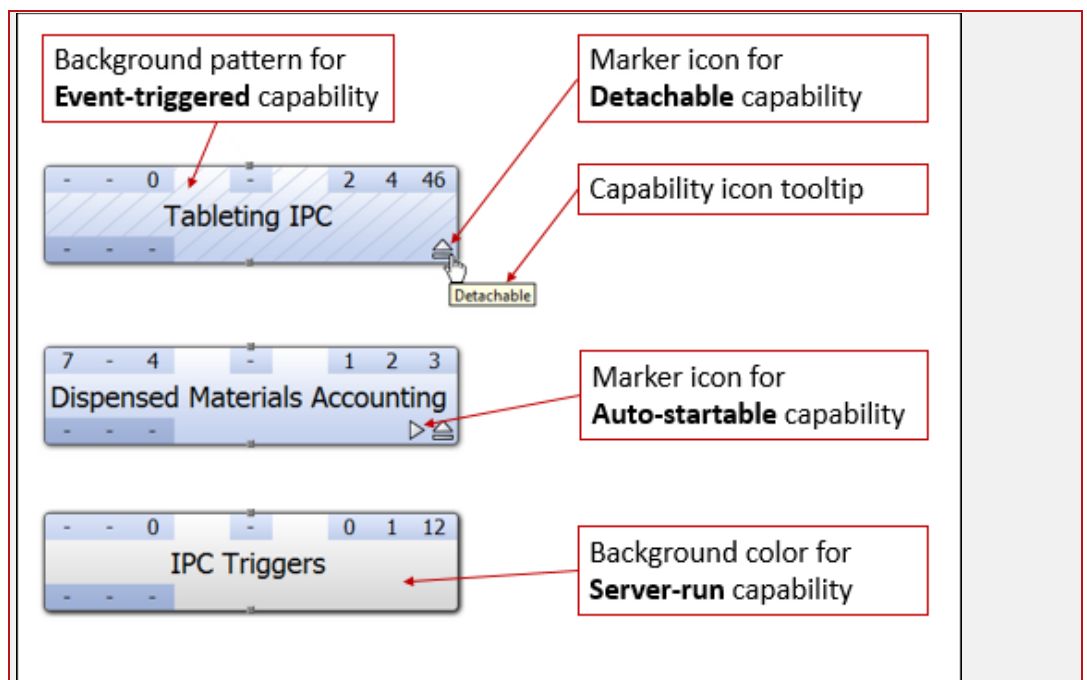 Background pattern for
Event-triggered capability
Marker icon for
Detachable capability
- - 0 - 2 4 46
Tableting IPC
- - -
Capability icon tooltip
Detachable
7 - 4 - 1 2 3
Dispensed Materials Accounting
- - -
Marker icon for
Auto-startable capability
- - 0 - 0 1 12
IPC Triggers
- - -
Background color for
Server-run capability